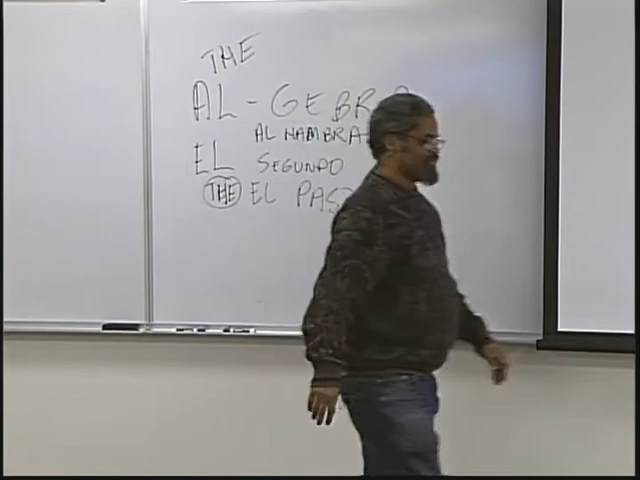 THE
AL-GEBR
AL HAMBRA
EL SEGUNDO
THE EL PAS